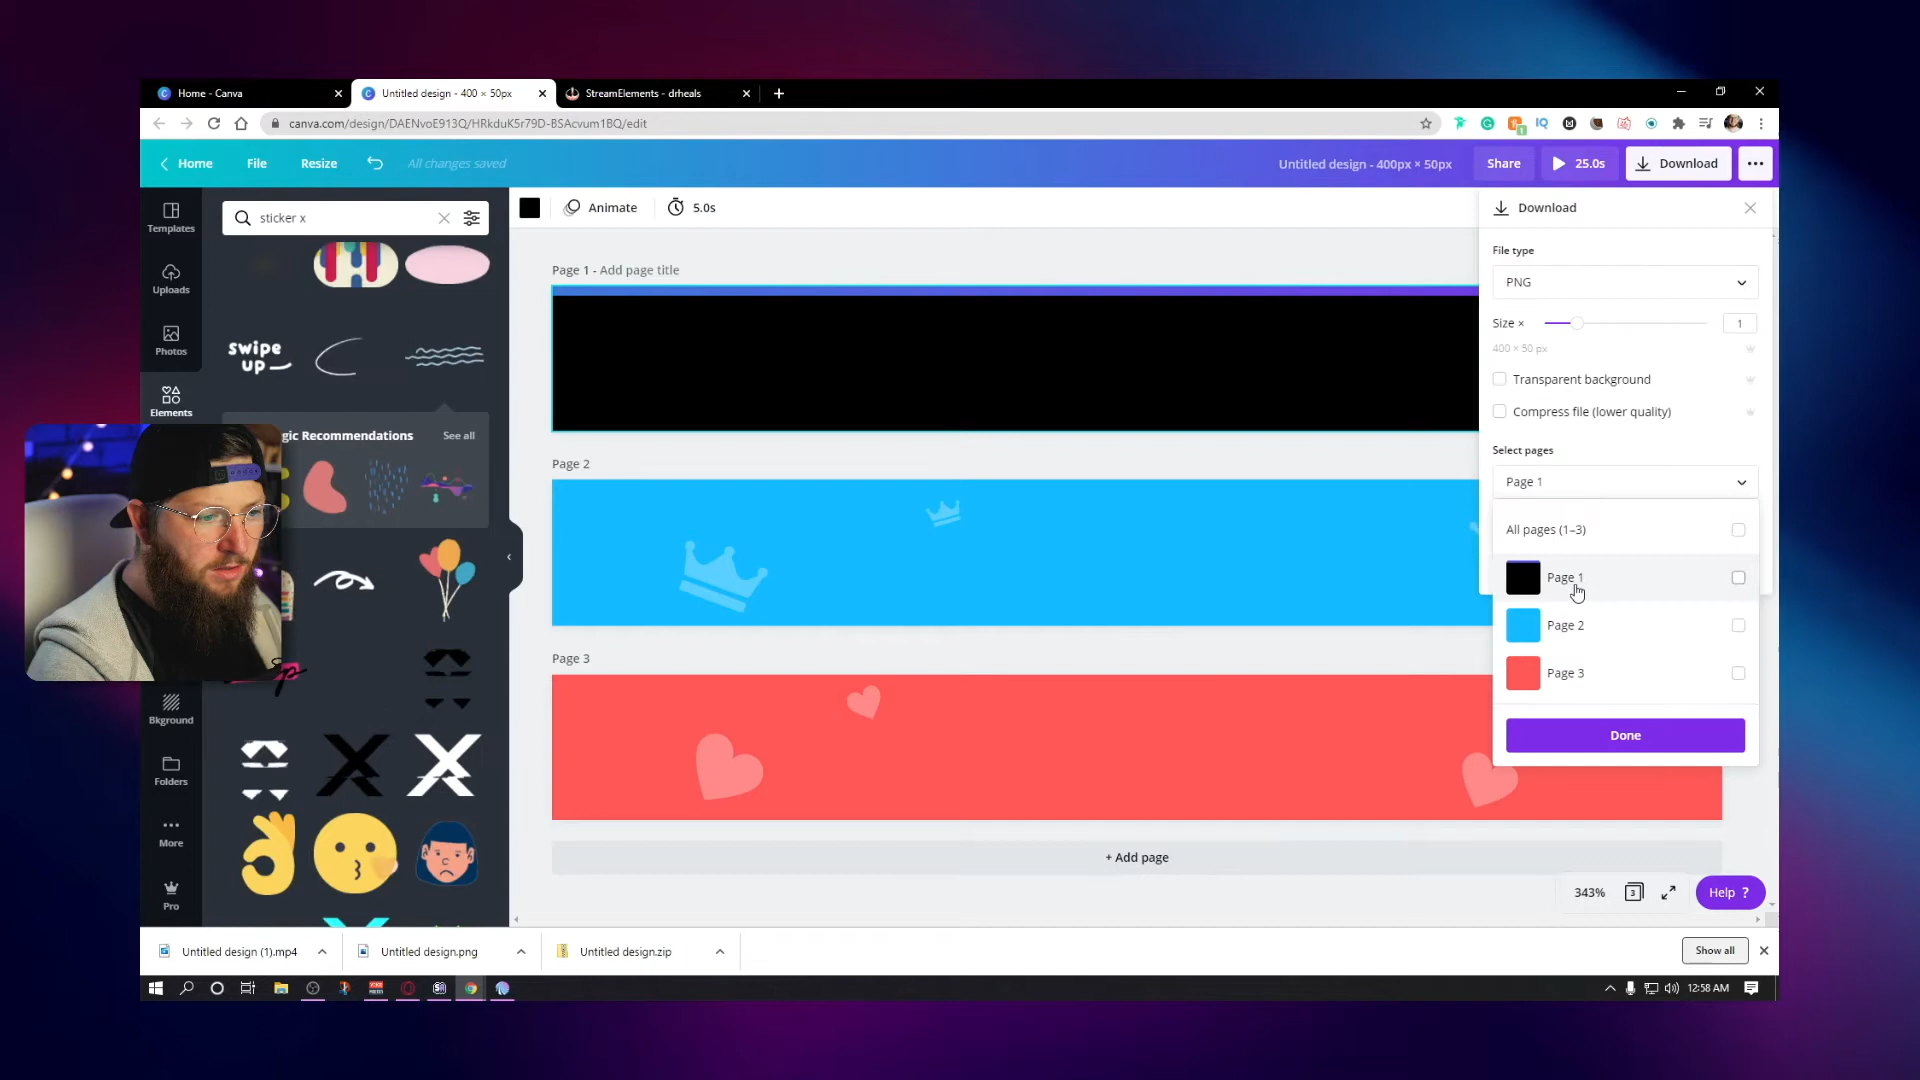 Home - Canva
Untitled design - 400 × 50px
StreamElements - drheals
canva.com/design/DAENvoE913Q/HRkduK5r79D-BSAcvum1BQ/edit
Home
File
Resize
All changes saved
Untitled design - 400px × 50px
Share
25.0s
Download
Templates
Uploads
Photos
Elements
Bkground
Folders
More
Pro
sticker x
swipe
up
gic Recommendations
See all
Animate
5.0s
Page 1 - Add page title
Page 2
Page 3
+ Add page
Download
File type
PNG
Size ×
1
400 × 50 px
Transparent background
Compress file (lower quality)
Select pages
Page 1
All pages (1–3)
Page 1
Page 2
Page 3
Done
343%
3
Help ?
Untitled design (1).mp4
Untitled design.png
Untitled design.zip
Show all
12:58 AM